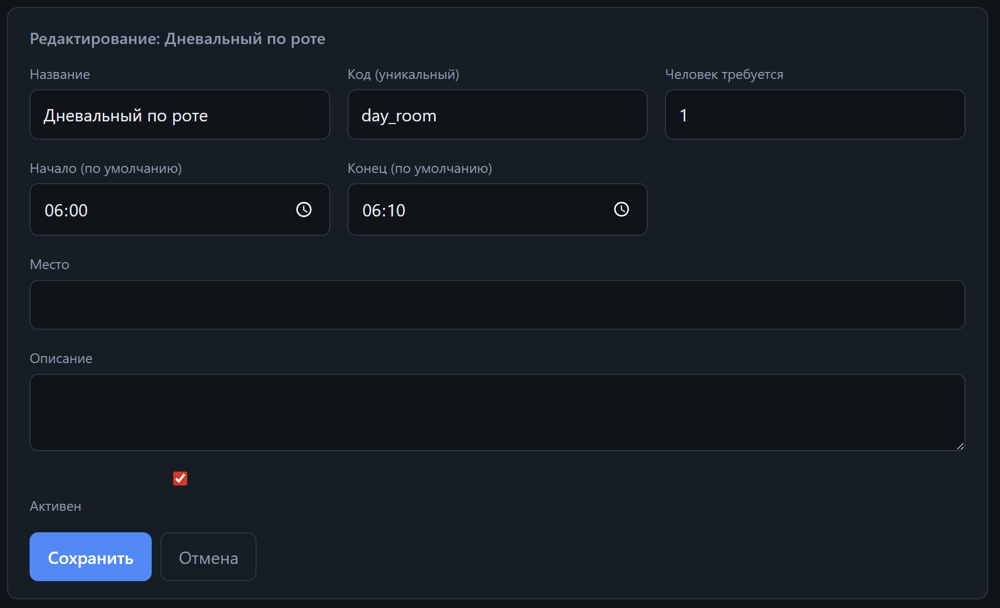 Редактирование: Дневальный по роте
Название Код (уникальный) Человек требуется
Дневальный по роте day_room 1
Начало (по умолчанию) Конец (по умолчанию)
06:00 06:10
Место
Описание
Активен
Сохранить Отмена